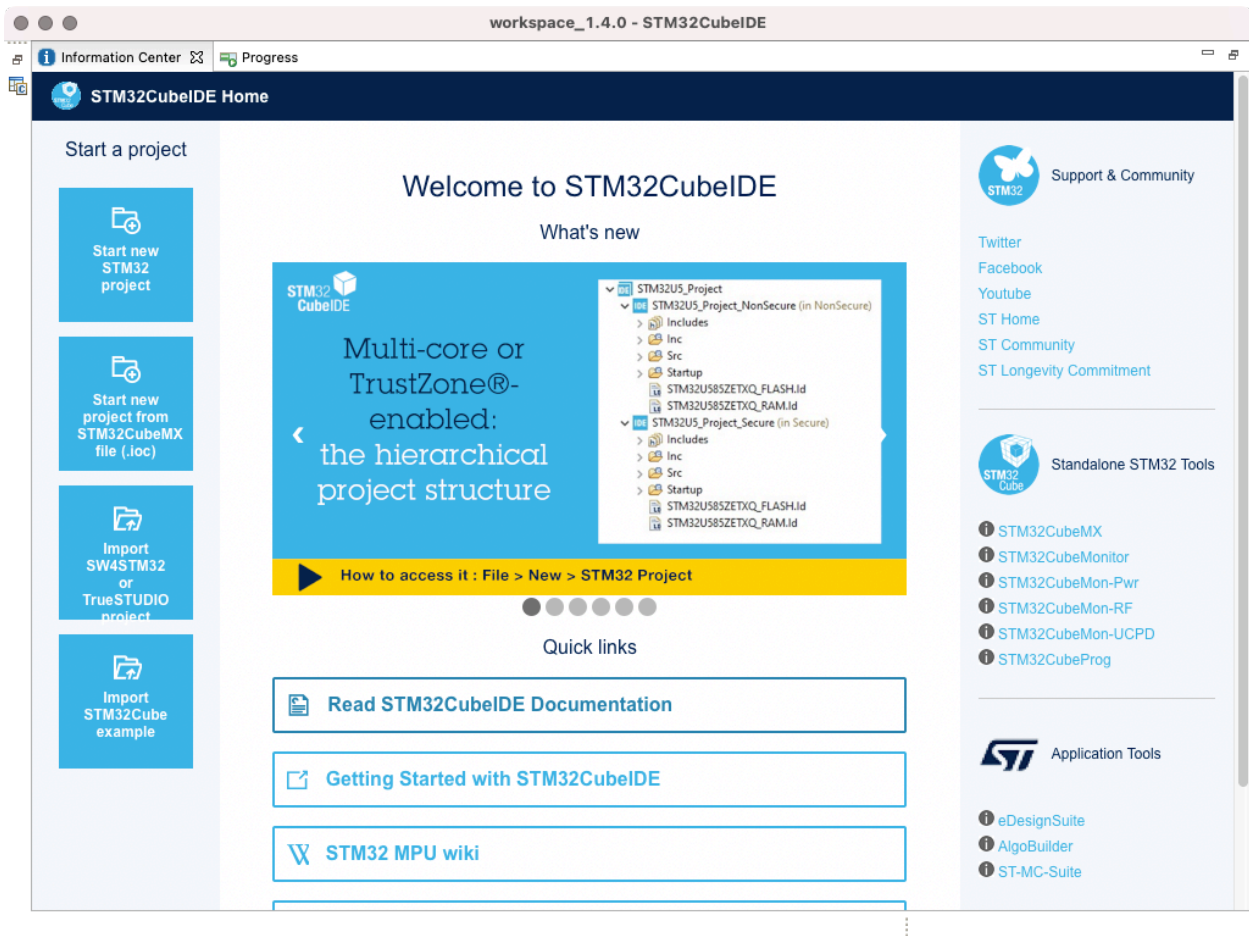 workspace_1.4.0 - STM32CubeIDE
Information Center
Progress
STM32CubeIDE Home
Start a project
Start new
STM32
project
Start new
project from
STM32CubeMX
file (.ioc)
Import
SW4STM32
or
TrueSTUDIO
project
Import
STM32Cube
example
Welcome to STM32CubeIDE
What's new
STM32
CubeIDE
Multi-core or
TrustZone®-
enabled:
the hierarchical
project structure
IDE STM32U5_Project
IDE STM32U5_Project_NonSecure (in NonSecure)
Includes
Inc
Src
Startup
STM32U585ZETXQ_FLASH.ld
STM32U585ZETXQ_RAM.ld
IDE STM32U5_Project_Secure (in Secure)
Includes
Inc
Src
Startup
STM32U585ZETXQ_FLASH.ld
STM32U585ZETXQ_RAM.ld
How to access it : File > New > STM32 Project
Quick links
Read STM32CubeIDE Documentation
Getting Started with STM32CubeIDE
STM32 MPU wiki
STM32
Support & Community
Twitter
Facebook
Youtube
ST Home
ST Community
ST Longevity Commitment
STM32
Cube
Standalone STM32 Tools
STM32CubeMX
STM32CubeMonitor
STM32CubeMon-Pwr
STM32CubeMon-RF
STM32CubeMon-UCPD
STM32CubeProg
ST
Application Tools
eDesignSuite
AlgoBuilder
ST-MC-Suite